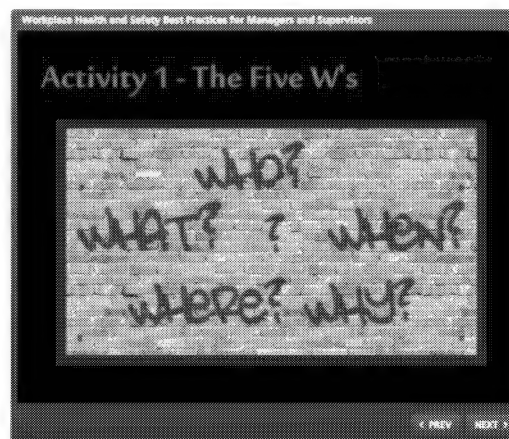 Workplace Health and Safety Best Practices for Managers and Supervisors
Activity 1 - The Five W's
WHO?
WHAT? ? WHEN?
WHERE? WHY?
< PREV NEXT >